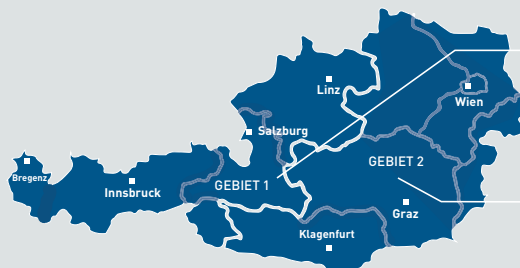 Linz
Wien
Salzburg
Bregenz
Innsbruck
GEBIET 1
GEBIET 2
Graz
Klagenfurt